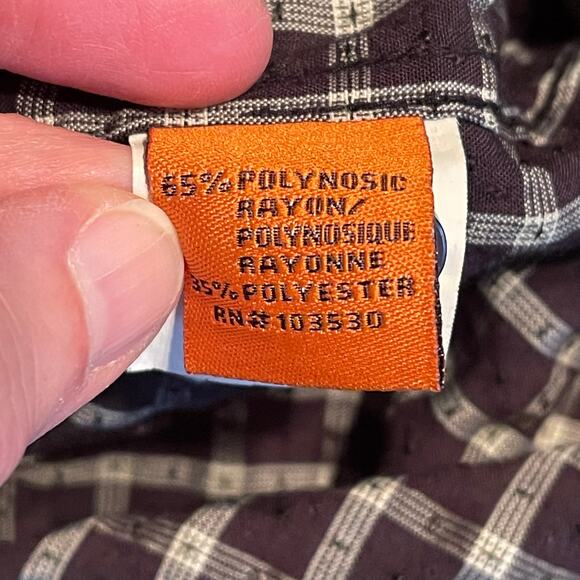 65% POLYNOSIC
RAYON/
POLYNOSIQUE
RAYONNE
35% POLYESTER
RN# 103530